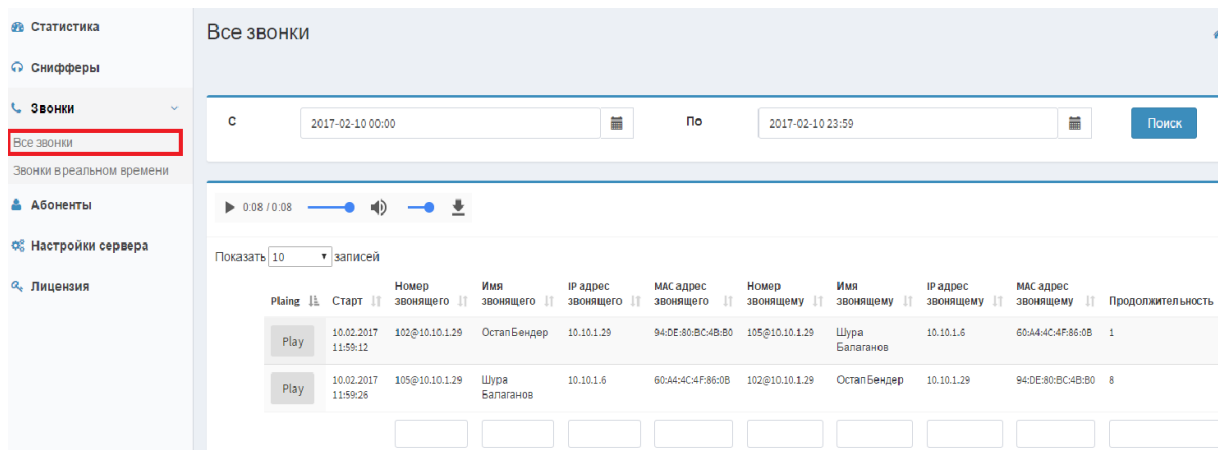 Статистика
Снифферы
Звонки
Все звонки
Звонки в реальном времени
Абоненты
Настройки сервера
Лицензия
Все звонки
С 2017-02-10 00:00 По 2017-02-10 23:59 Поиск
0:08 / 0:08
Показать 10 записей
Plaing Старт Номер звонящего Имя звонящего IP адрес звонящего MAC адрес звонящего Номер звонящему Имя звонящему IP адрес звонящему MAC адрес звонящему Продолжительность
Play 10.02.2017 11:59:12 102@10.10.1.29 Остап Бендер 10.10.1.29 94:DE:80:BC:4B:B0 105@10.10.1.29 Шура Балаганов 10.10.1.6 60:A4:4C:4F:86:0B 1
Play 10.02.2017 11:59:26 105@10.10.1.29 Шура Балаганов 10.10.1.6 60:A4:4C:4F:86:0B 102@10.10.1.29 Остап Бендер 10.10.1.29 94:DE:80:BC:4B:B0 8